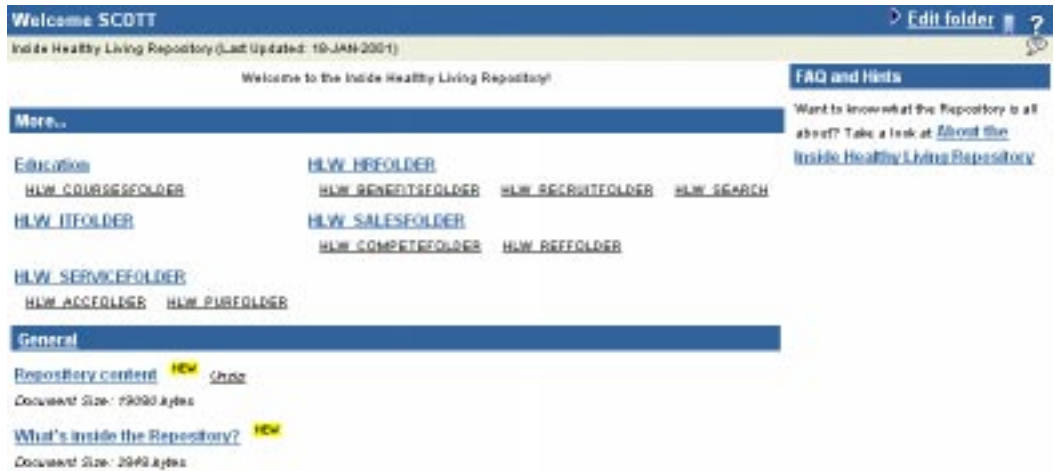 Welcome SCOTT
Edit folder ?
Inside Healthy Living Repository (Last Updated: 19-JAN-2001)
Welcome to the Inside Healthy Living Repository!
FAQ and Hints
Want to know what the Repository is all
about? Take a look at About the
Inside Healthy Living Repository
More...
Education HLW_HRFOLDER
HLW_COURSESFOLDER HLW_BENEFITSFOLDER HLW_RECRUITFOLDER HLW_SEARCH
HLW_ITFOLDER HLW_SALESFOLDER
HLW_COMPETEFOLDER HLW_REFFOLDER
HLW_SERVICEFOLDER
HLW_ACCFOLDER HLW_PURFOLDER
General
Repository content NEW
Document Size: bytes
What's inside the Repository? NEW
Document Size: bytes